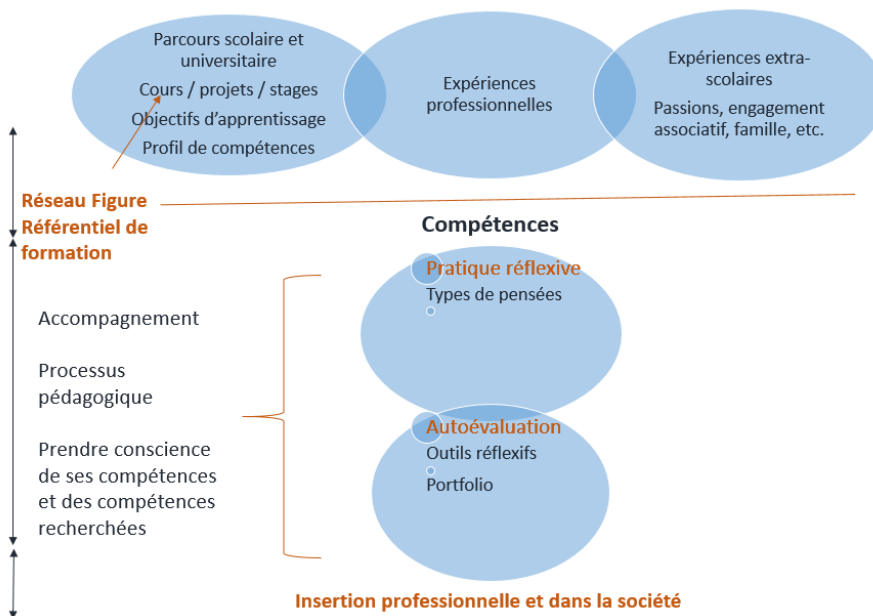 Parcours scolaire et
universitaire
Cours / projets / stages
Objectifs d'apprentissage
Profil de compétences
Expériences
professionnelles
Expériences extra-
scolaires
Passions, engagement
associatif, famille, etc.
Réseau Figure
Référentiel de
formation
Compétences
Pratique réflexive
Types de pensées
Accompagnement
Processus
pédagogique
Prendre conscience
de ses compétences
et des compétences
recherchées
Autoévaluation
Outils réflexifs
Portfolio
Insertion professionnelle et dans la société